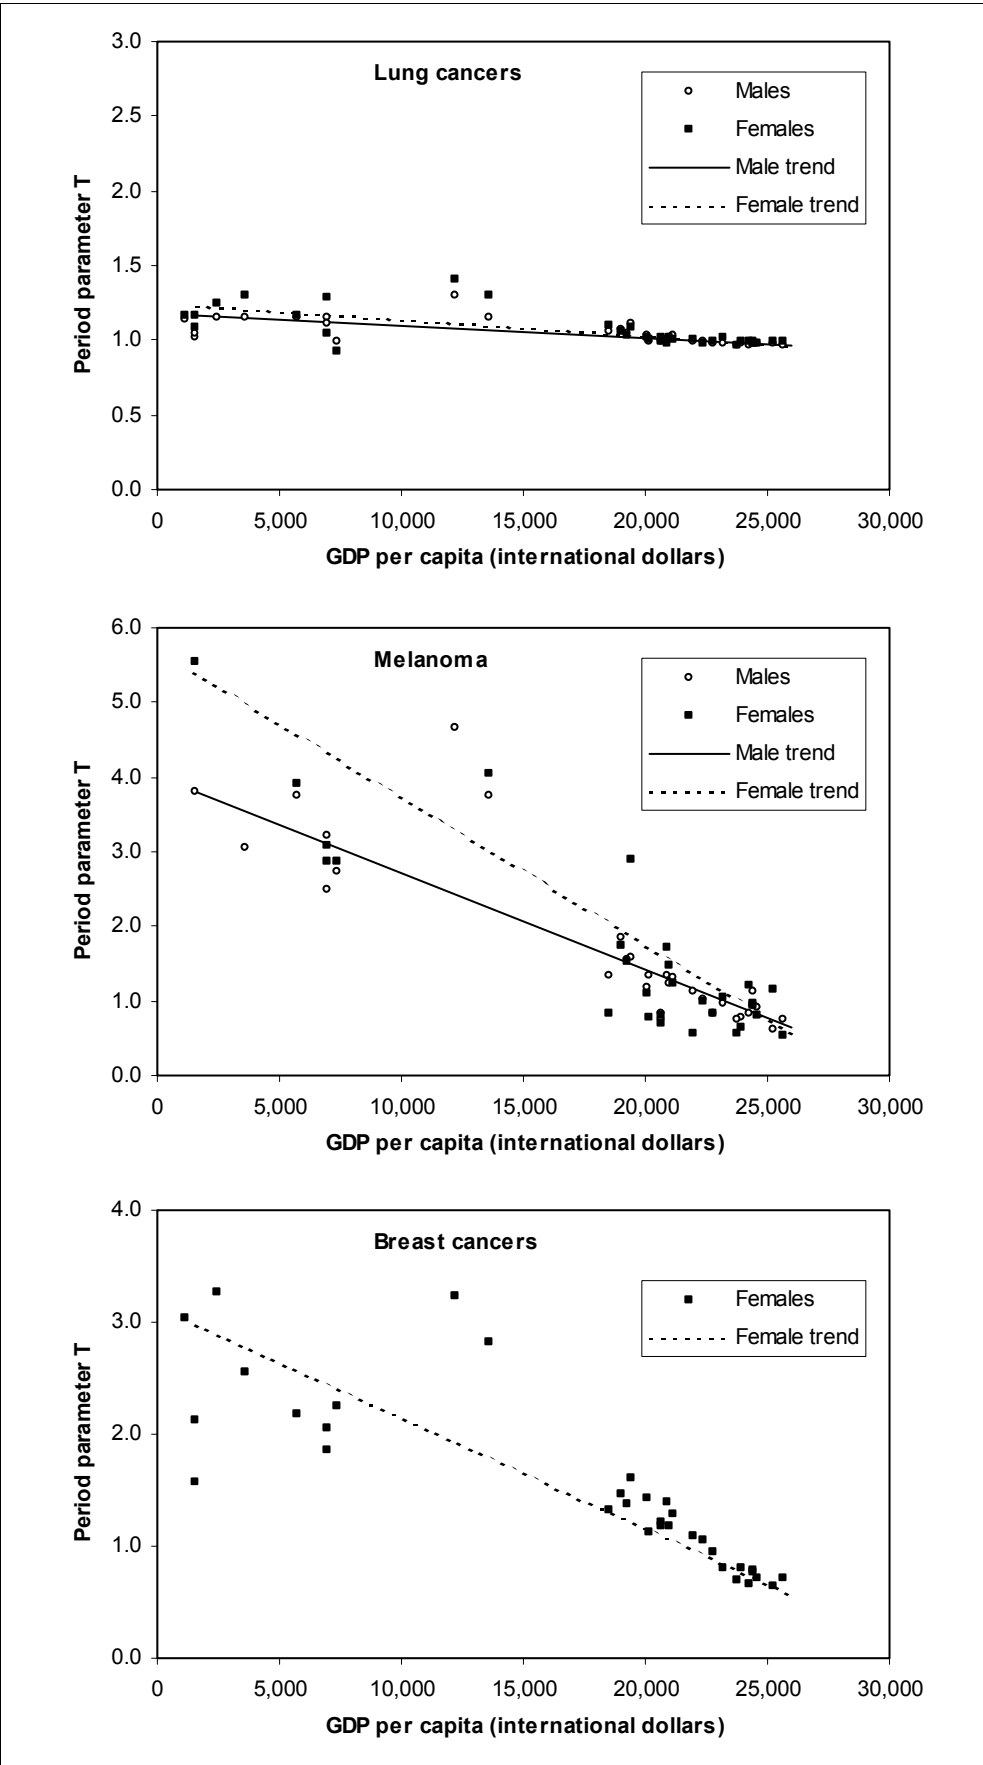 Lung cancers
Males
Females
Male trend
Female trend
Period parameter T
3.0
2.5
2.0
1.5
1.0
0.5
0.0
0 5,000 10,000 15,000 20,000 25,000 30,000
GDP per capita (international dollars)
Melanoma
Males
Females
Male trend
Female trend
Period parameter T
6.0
5.0
4.0
3.0
2.0
1.0
0.0
0 5,000 10,000 15,000 20,000 25,000 30,000
GDP per capita (international dollars)
Breast cancers
Females
Female trend
Period parameter T
4.0
3.0
2.0
1.0
0.0
0 5,000 10,000 15,000 20,000 25,000 30,000
GDP per capita (international dollars)